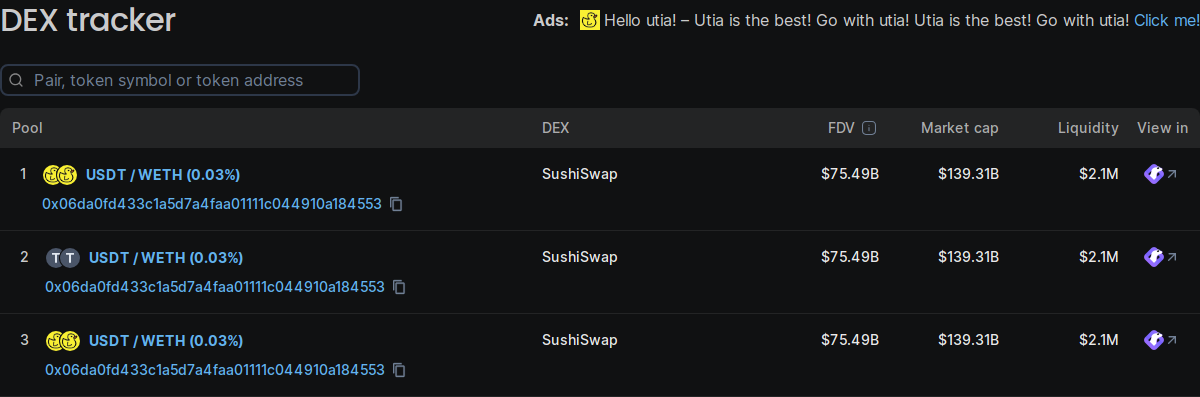 DEX tracker
Ads: Hello utia! – Utia is the best! Go with utia! Utia is the best! Go with utia! Click me!
Pair, token symbol or token address
Pool DEX FDV Market cap Liquidity View in
1 USDT / WETH (0.03%) SushiSwap $75.49B $139.31B $2.1M
0x06da0fd433c1a5d7a4faa01111c044910a184553
2 T T USDT / WETH (0.03%) SushiSwap $75.49B $139.31B $2.1M
0x06da0fd433c1a5d7a4faa01111c044910a184553
3 USDT / WETH (0.03%) SushiSwap $75.49B $139.31B $2.1M
0x06da0fd433c1a5d7a4faa01111c044910a184553